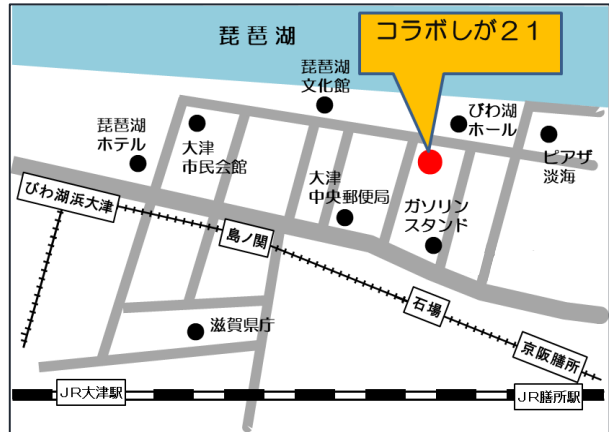 コラボしが２１
琵琶湖
琵琶湖
文化館
びわ湖
ホール
琵琶湖
ホテル
大津
市民会館
ピアザ
淡海
大津
中央郵便局
ガソリン
スタンド
びわ湖浜大津
島ノ関
石場
滋賀県庁
京阪膳所
JR大津駅
JR膳所駅